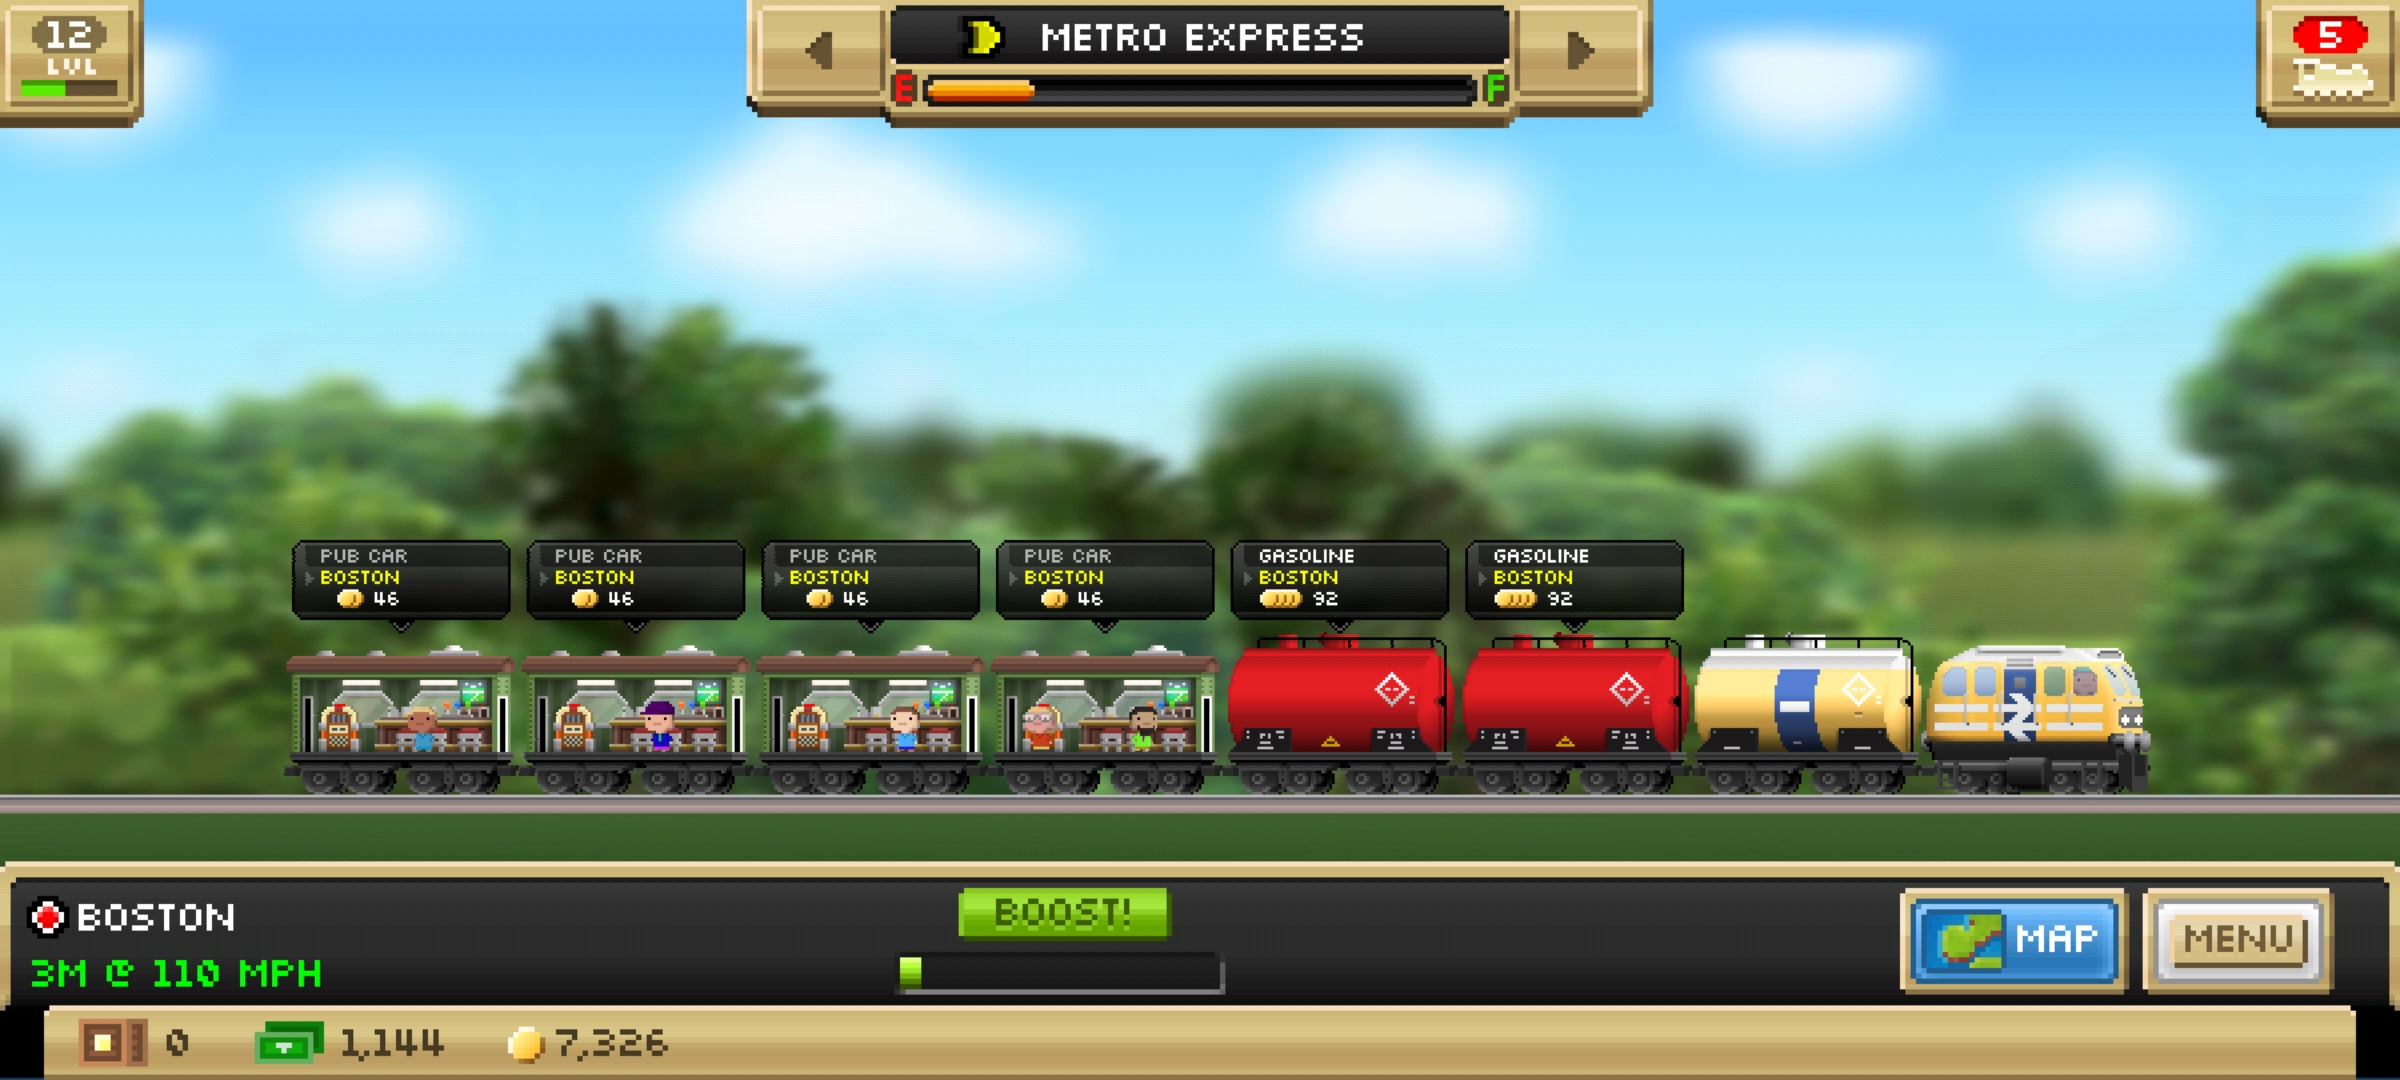 12
LVL
METRO EXPRESS
E F
5
PUB CAR
BOSTON
46
PUB CAR
BOSTON
46
PUB CAR
BOSTON
46
PUB CAR
BOSTON
46
GASOLINE
BOSTON
92
GASOLINE
BOSTON
92
BOSTON
3M @ 110 MPH
BOOST!
MAP
MENU
0
1,144
7,326